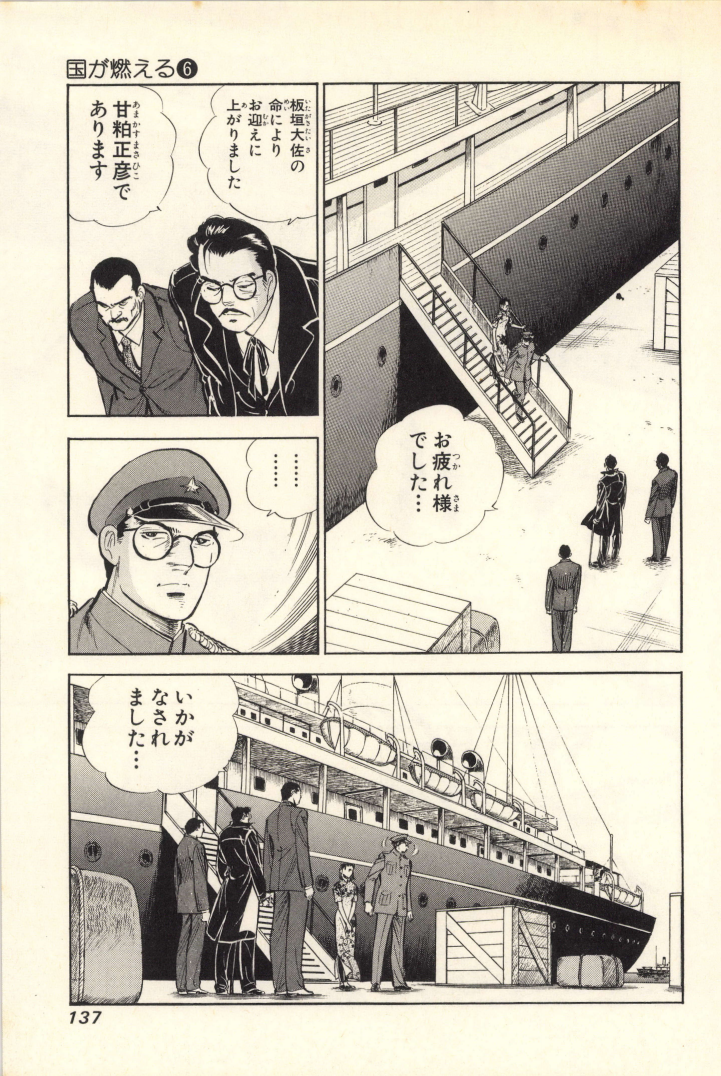 国が燃える❻
お疲れ様
でした…
板垣大佐の
命により
お迎えに
上がりました
甘粕正彦で
あります
……
……
いかが
なされ
ました…
137